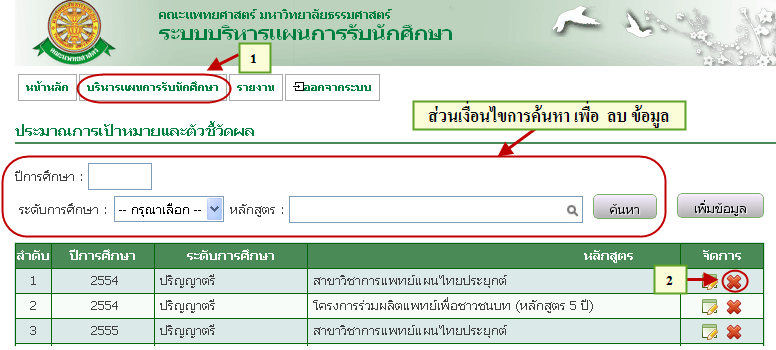 คณะแพทยศาสตร์ มหาวิทยาลัยธรรมศาสตร์
ระบบบริหารแผนการรับนักศึกษา
1
หน้าหลัก บริหารแผนการรับนักศึกษา รายงาน ออกจากระบบ
ส่วนเงื่อนไขการค้นหา เพื่อ ลบ ข้อมูล
ประมาณการเป้าหมายและตัวชี้วัดผล
ปีการศึกษา :
ระดับการศึกษา : -- กรุณาเลือก -- หลักสูตร : ค้นหา เพิ่มข้อมูล
ลำดับ ปีการศึกษา ระดับการศึกษา หลักสูตร จัดการ
1 2554 ปริญญาตรี สาขาวิชาการแพทย์แผนไทยประยุกต์ 2
2 2554 ปริญญาตรี โครงการร่วมผลิตแพทย์เพื่อชาวชนบท (หลักสูตร 5 ปี)
3 2555 ปริญญาตรี สาขาวิชาการแพทย์แผนไทยประยุกต์